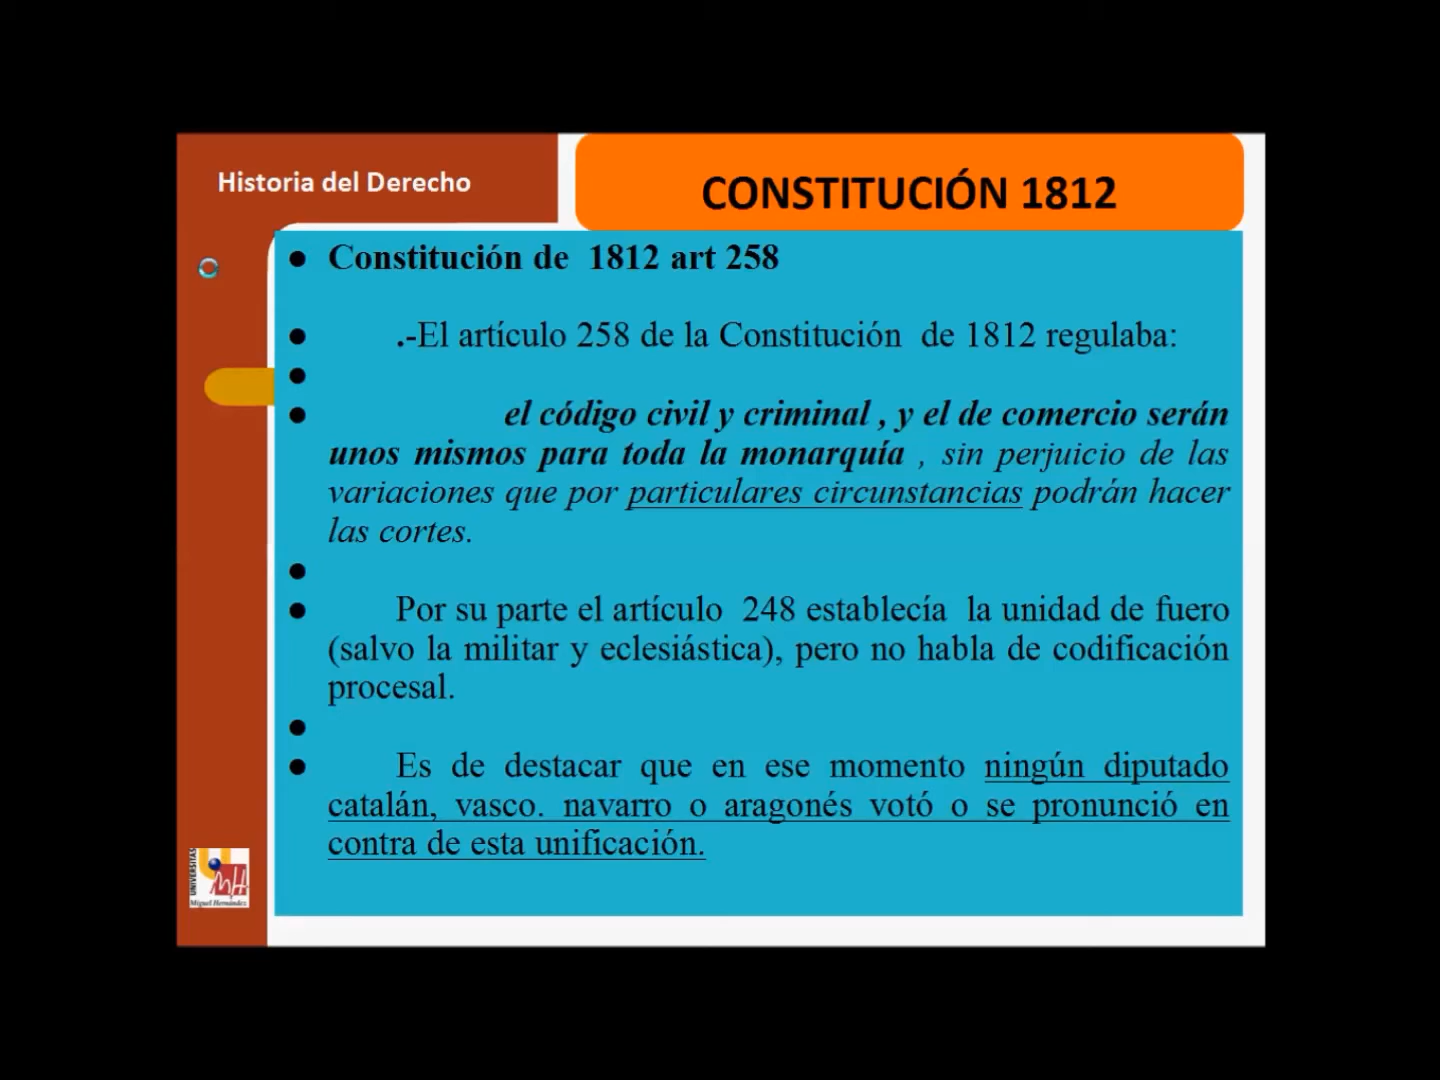 Historia del Derecho
CONSTITUCIÓN 1812
● Constitución de 1812 art 258
● .-El artículo 258 de la Constitución de 1812 regulaba:
●
● el código civil y criminal , y el de comercio serán
unos mismos para toda la monarquía , sin perjuicio de las
variaciones que por particulares circunstancias podrán hacer
las cortes.
●
● Por su parte el artículo 248 establecía la unidad de fuero
(salvo la militar y eclesiástica), pero no habla de codificación
procesal.
●
● Es de destacar que en ese momento ningún diputado
catalán, vasco. navarro o aragonés votó o se pronunció en
contra de esta unificación.
UNIVERSITAS
Miguel Hernández